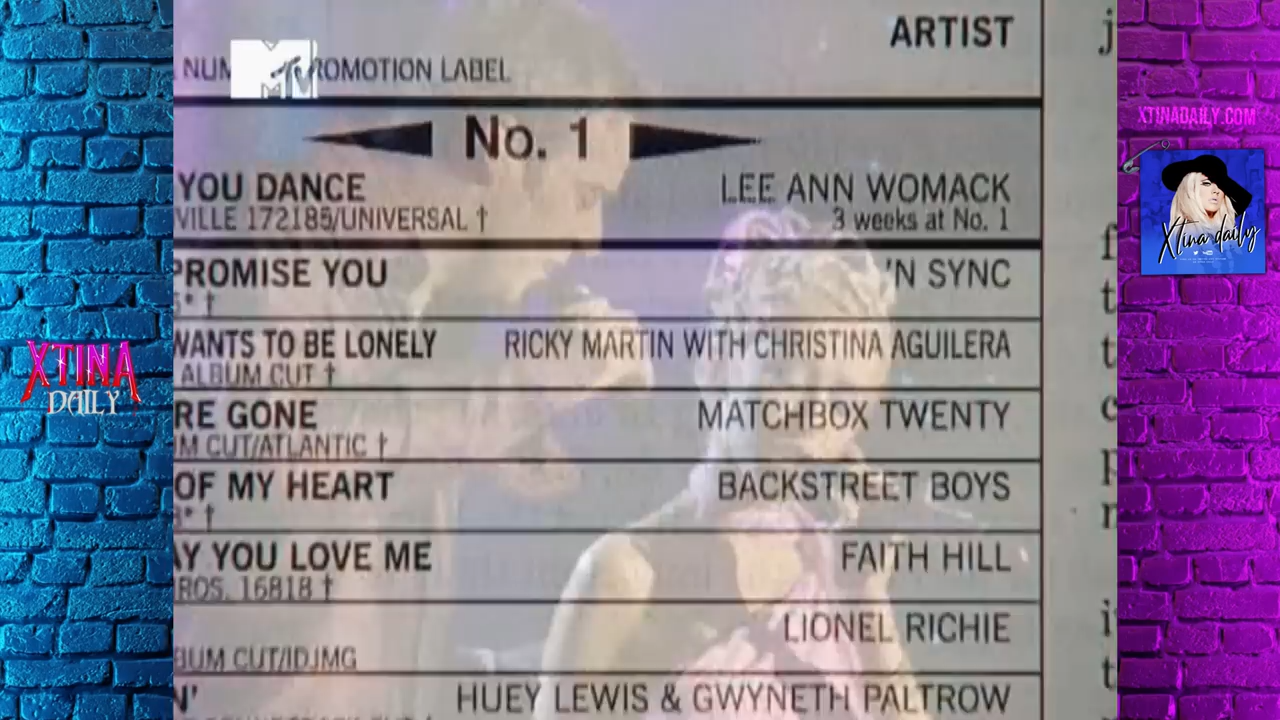 ARTIST
NUM PROMOTION LABEL
MTV
No. 1
YOU DANCE LEE ANN WOMACK
VILLE 172185/UNIVERSAL † 3 weeks at No. 1
PROMISE YOU 'N SYNC
* †
WANTS TO BE LONELY RICKY MARTIN WITH CHRISTINA AGUILERA
ALBUM CUT †
RE GONE MATCHBOX TWENTY
M CUT/ATLANTIC †
OF MY HEART BACKSTREET BOYS
* †
AY YOU LOVE ME FAITH HILL
ROS. 16818 †
LIONEL RICHIE
BUM CUT/IDJMG
N' HUEY LEWIS & GWYNETH PALTROW
XTINA
DAILY
XTINADAILY.COM
Xtina daily